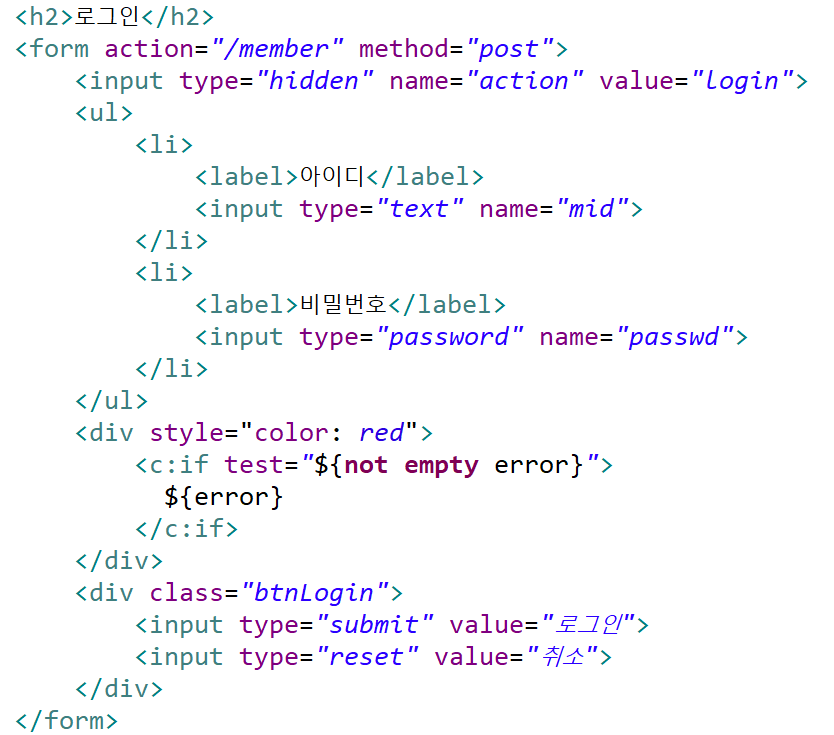 <h2>로그인</h2>
<form action="/member" method="post">
    <input type="hidden" name="action" value="login">
    <ul>
        <li>
            <label>아이디</label>
            <input type="text" name="mid">
        </li>
        <li>
            <label>비밀번호</label>
            <input type="password" name="passwd">
        </li>
    </ul>
    <div style="color: red">
        <c:if test="${not empty error}">
          ${error}
        </c:if>
    </div>
    <div class="btnLogin">
        <input type="submit" value="로그인">
        <input type="reset" value="취소">
    </div>
</form>